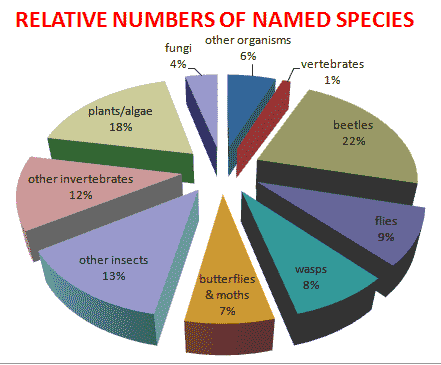 RELATIVE NUMBERS OF NAMED SPECIES
fungi
4%
other organisms
6%
vertebrates
1%
beetles
22%
flies
9%
wasps
8%
butterflies
& moths
7%
other insects
13%
other invertebrates
12%
plants/algae
18%